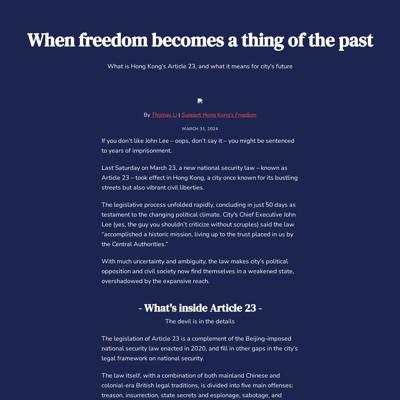 When freedom becomes a thing of the past
What is Hong Kong's Article 23, and what it means for city's future
By Thomas Li | Support Hong Kong's Freedom
MARCH 31, 2024
If you don't like John Lee – oops, don't say it – you might be sentenced
to years of imprisonment.
Last Saturday on March 23, a new national security law – known as
Article 23 – took effect in Hong Kong, a city once known for its bustling
streets but also vibrant civil liberties.
The legislative process unfolded rapidly, concluding in just 50 days as
testament to the changing political climate. City's Chief Executive John
Lee (yes, the guy you shouldn't criticize without scruples) said the law
"accomplished a historic mission, living up to the trust placed in us by
the Central Authorities."
With much uncertainty and ambiguity, the law makes city's political
opposition and civil society now find themselves in a weakened state,
overshadowed by the expansive reach.
- What's inside Article 23 -
The devil is in the details
The legislation of Article 23 is a complement of the Beijing-imposed
national security law enacted in 2020, and fill in other gaps in the city's
legal framework on national security.
The law itself, with a combination of both mainland Chinese and
colonial-era British legal traditions, is divided into five main offenses:
treason, insurrection, state secrets and espionage, sabotage, and